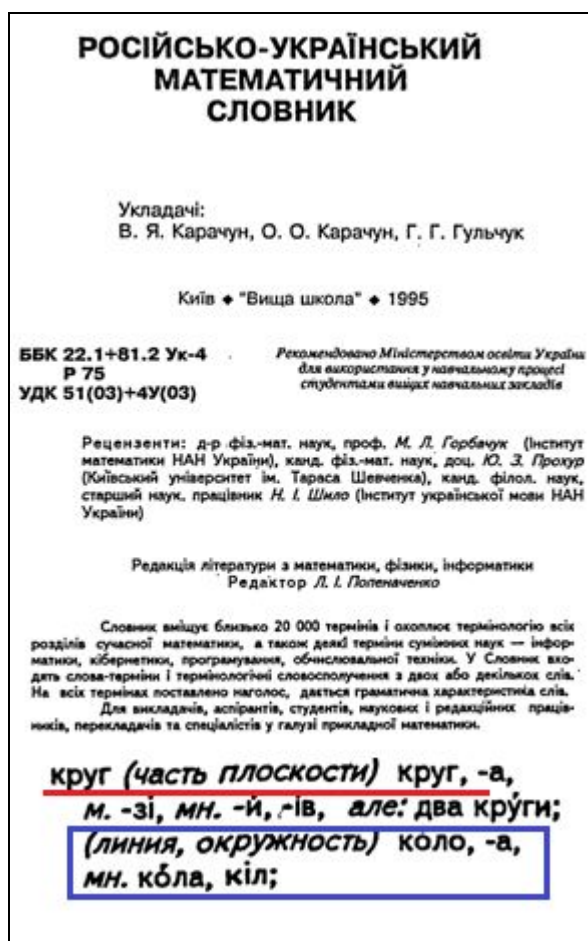 РОСІЙСЬКО-УКРАЇНСЬКИЙ
МАТЕМАТИЧНИЙ
СЛОВНИК
Укладачі:
В. Я. Карачун, О. О. Карачун, Г. Г. Гульчук
Київ ◆ "Вища школа" ◆ 1995
ББК 22.1+81.2 Ук-4
Р 75
УДК 51(03)+4У(03)
Рекомендовано Міністерством освіти України
для використання у навчальному процесі
студентами вищих навчальних закладів
Рецензенти: д-р фіз.-мат. наук, проф. М. Л. Горбачук (Інститут
математики НАН України), канд. фіз.-мат. наук, доц. Ю. З. Прохур
(Київський університет ім. Тараса Шевченка), канд. філол. наук,
старший наук. працівник Н. І. Шило (Інститут української мови НАН
України)
Редакція літератури з математики, фізики, інформатики
Редактор Л. І. Попеначенко
Словник вміщує близько 20 000 термінів і охоплює термінологію всіх
розділів сучасної математики, а також деякі терміни суміжних наук — інфор-
матики, кібернетики, програмування, обчислювальної техніки. У Словник вхо-
дять слова-терміни і термінологічні словосполучення з двох або декількох слів.
На всіх термінах поставлено наголос, дається граматична характеристика слів.
Для викладачів, аспірантів, студентів, наукових і редакційних праців-
ників, перекладачів та спеціалістів у галузі прикладної математики.
круг (часть плоскости) круг, -а,
м. -зі, мн. -и́, -ів, але: два кру́ги;
(линия, окружность) ко́ло, -а,
мн. ко́ла, кіл;